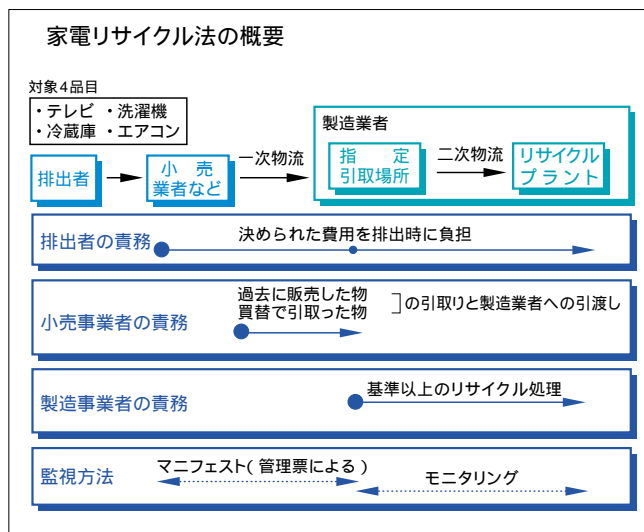 家電リサイクル法の概要
対象4品目
・テレビ ・洗濯機
・冷蔵庫 ・エアコン
製造業者
排出者
小 売
業者など
一次物流
指 定
引取場所
二次物流
リサイクル
プラント
排出者の責務
決められた費用を排出時に負担
小売事業者の責務
過去に販売した物
買替で引取った物
の引取りと製造業者への引渡し
製造事業者の責務
基準以上のリサイクル処理
監視方法
マニフェスト(管理票による)
モニタリング